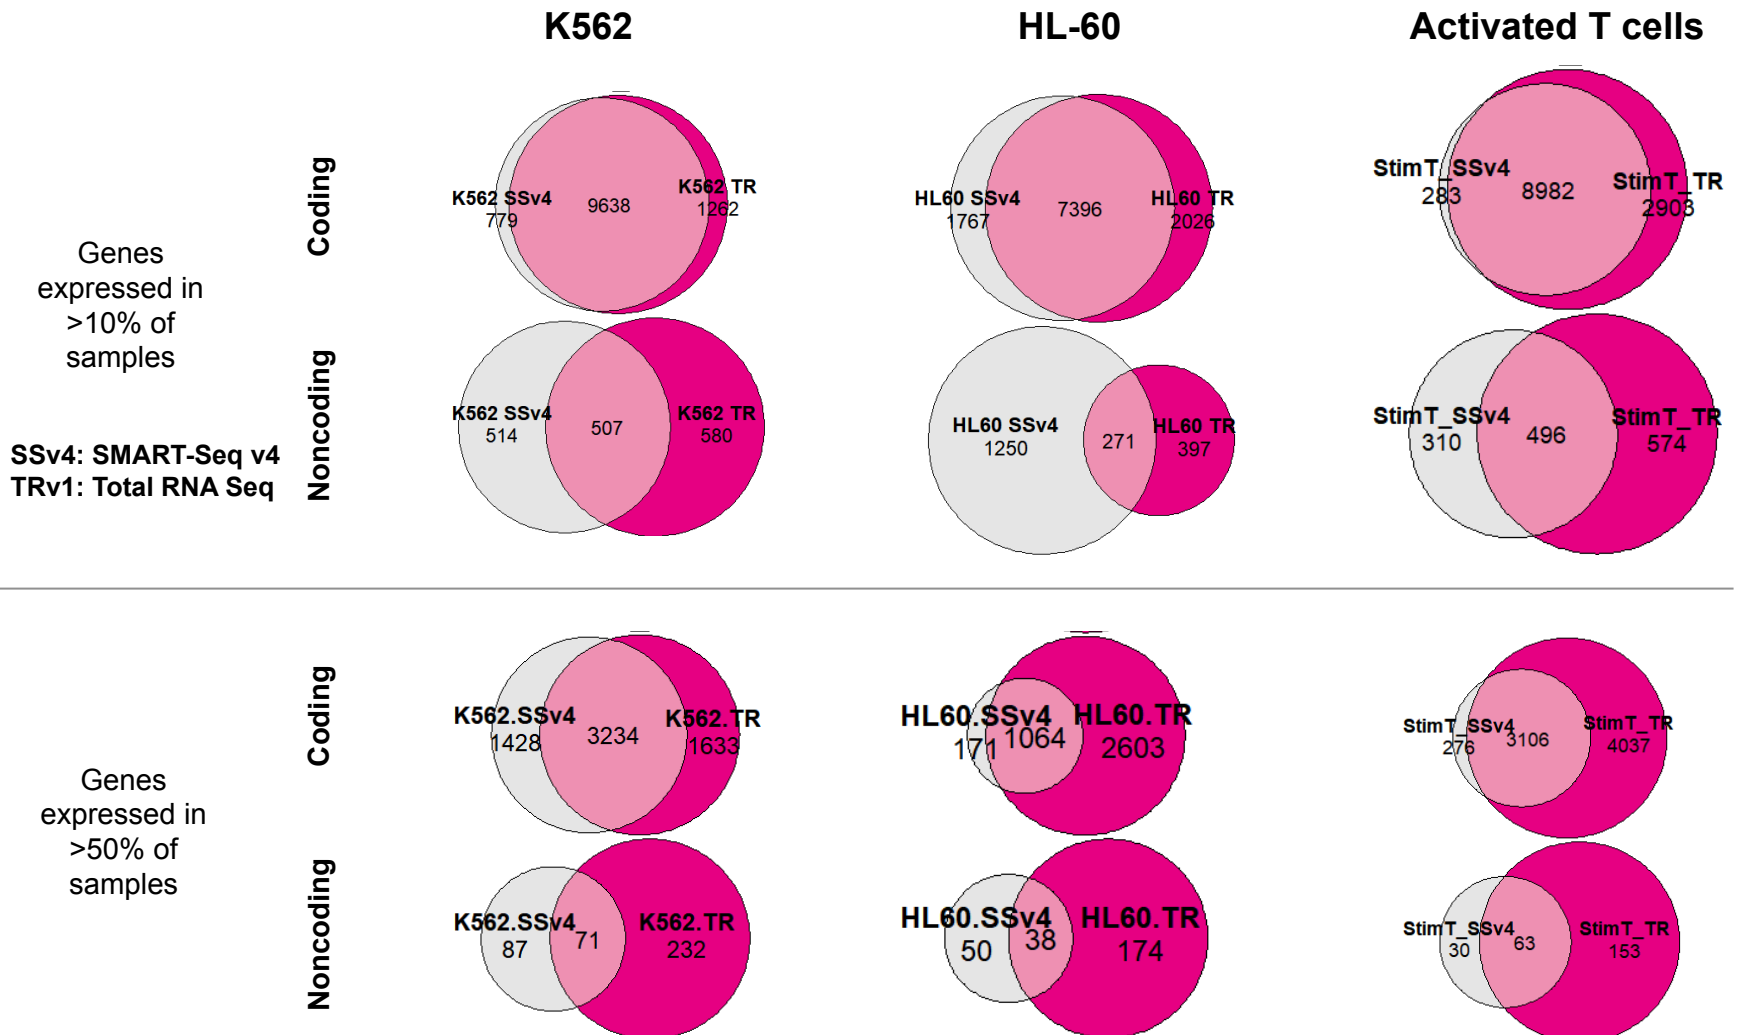 K562
HL-60
Activated T cells
Genes
expressed in
>10% of
samples
SSv4: SMART-Seq v4
TRv1: Total RNA Seq
Coding
K562 SSv4
779
9638
K562 TR
1262
HL60 SSv4
1767
7396
HL60 TR
2026
StimT_SSv4
283
8982
StimT_TR
2903
Noncoding
K562 SSv4
514
507
K562 TR
580
HL60 SSv4
1250
271
HL60 TR
397
StimT_SSv4
310
496
StimT_TR
574
Genes
expressed in
>50% of
samples
Coding
K562.SSv4
1428
3234
K562.TR
1633
HL60.SSv4
171
1064
HL60.TR
2603
StimT_SSv4
276
3106
StimT_TR
4037
Noncoding
K562.SSv4
87
71
K562.TR
232
HL60.SSv4
50
38
HL60.TR
174
StimT_SSv4
30
63
StimT_TR
153